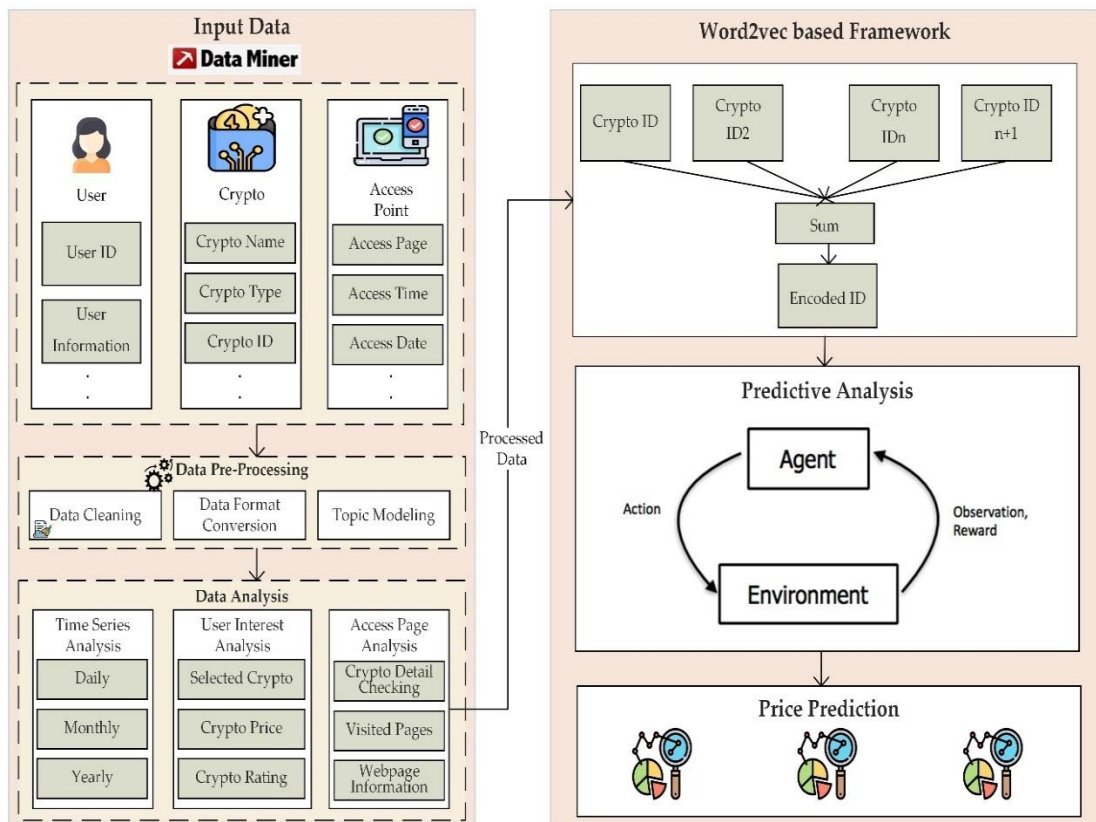 Input Data
Data Miner
User
User ID
User
Information
.
.
Crypto
Crypto Name
Crypto Type
Crypto ID
.
.
Access
Point
Access Page
Access Time
Access Date
.
.
Data Pre-Processing
Data Cleaning
Data Format
Conversion
Topic Modeling
Data Analysis
Time Series
Analysis
Daily
Monthly
Yearly
User Interest
Analysis
Selected Crypto
Crypto Price
Crypto Rating
Access Page
Analysis
Crypto Detail
Checking
Visited Pages
Webpage
Information
Processed
Data
Word2vec based Framework
Crypto ID
Crypto
ID2
Crypto
IDn
Crypto ID
n+1
Sum
Encoded ID
Predictive Analysis
Agent
Action
Observation,
Reward
Environment
Price Prediction